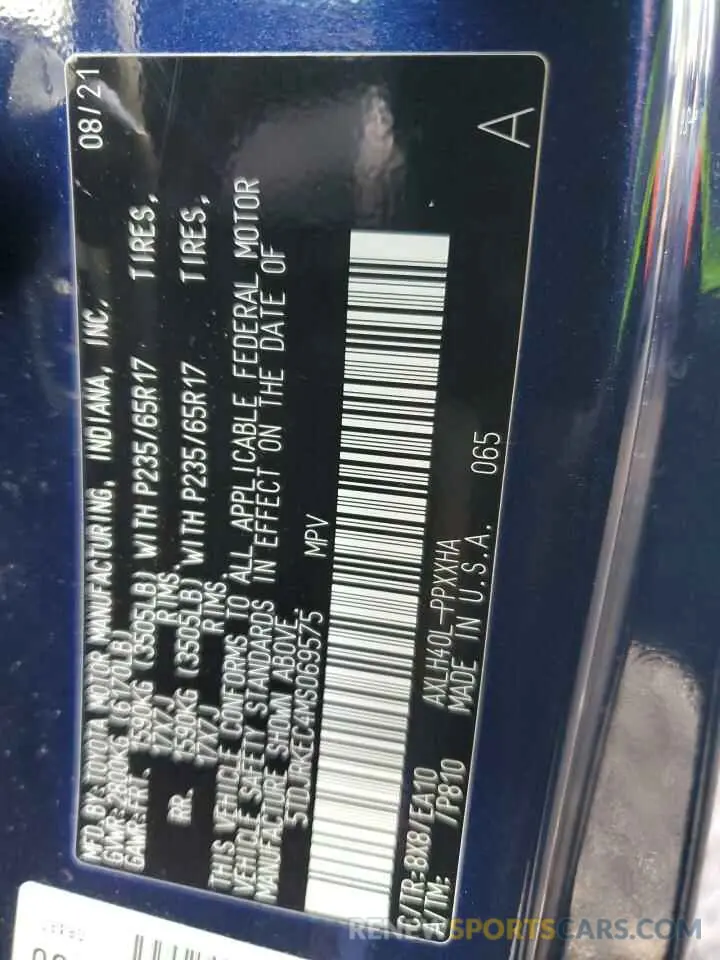 MFD.BY:TOYOTA MOTOR MANUFACTURING, INDIANA, INC. 08/21
GVWR:2800KG (6170LB)
GAWR:FRT. 1590KG (3505LB) WITH P235/65R17 TIRES,
17X7J RIMS.
RR. 1590KG (3505LB) WITH P235/65R17 TIRES,
17X7J RIMS.
THIS VEHICLE CONFORMS TO ALL APPLICABLE FEDERAL MOTOR
VEHICLE SAFETY STANDARDS IN EFFECT ON THE DATE OF
MANUFACTURE SHOWN ABOVE.
5TDJRKEC4MS069575 MPV
C/TR:8X8/EA10 AXLH40L-PPXXHA 065
S/TM: /P810 MADE IN U.S.A. A
RENEWSPORTSCARS.COM